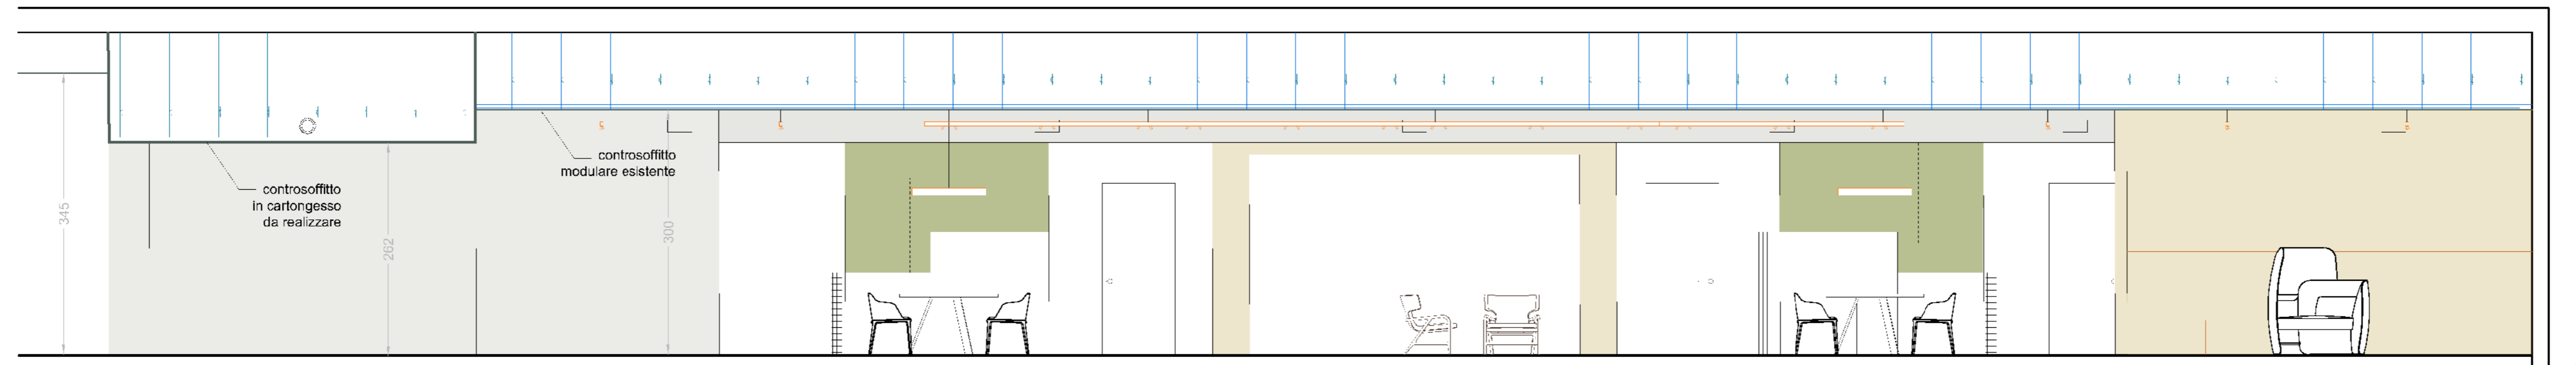 345
controsoffitto
in cartongesso
da realizzare
262
controsoffitto
modulare esistente
300